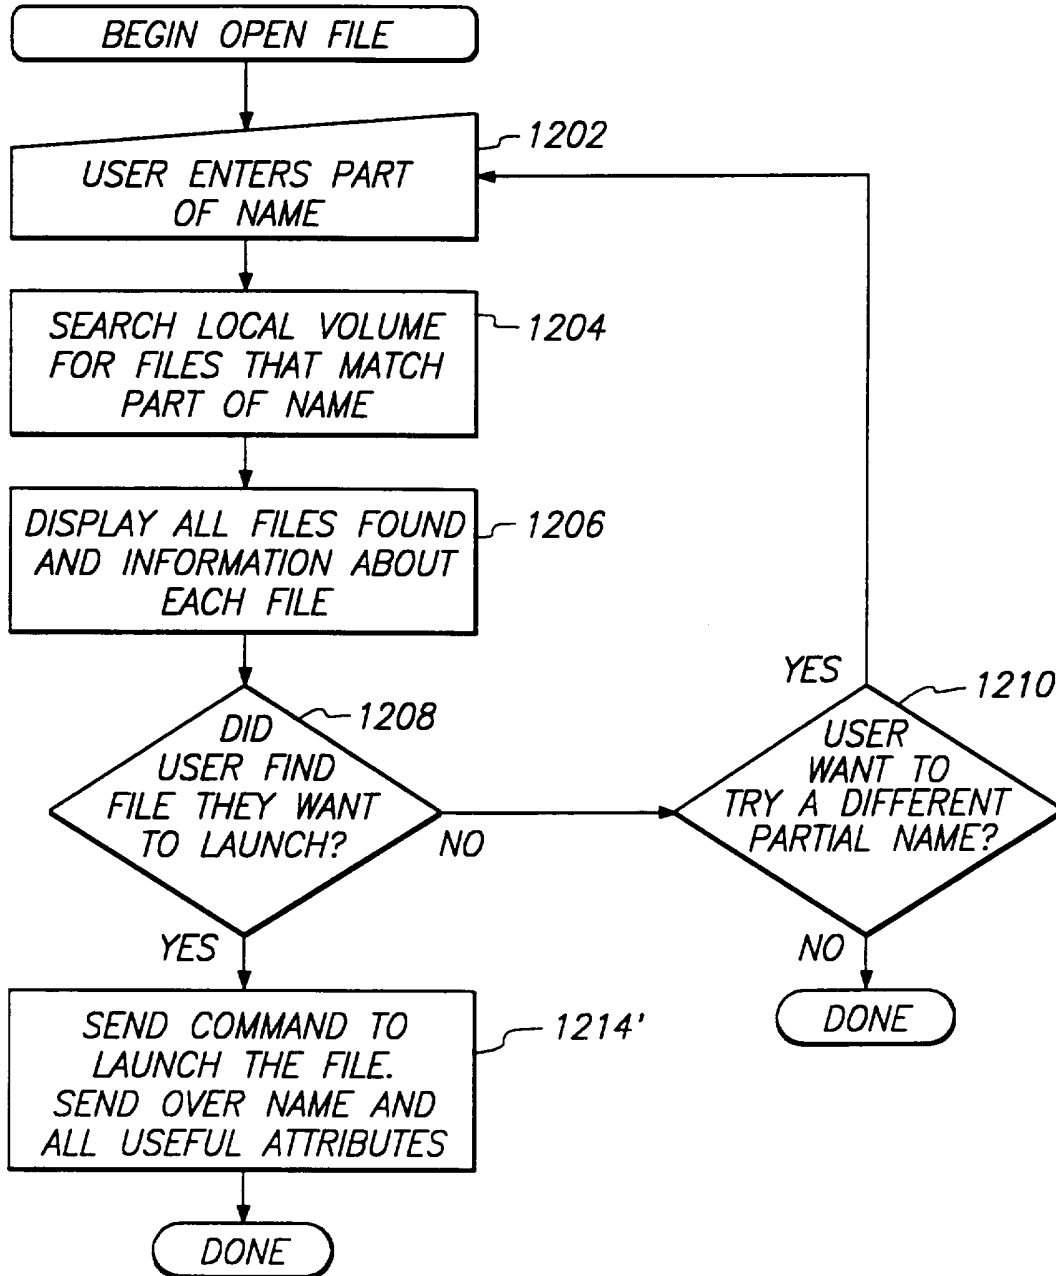 BEGIN OPEN FILE
1202
USER ENTERS PART
OF NAME
SEARCH LOCAL VOLUME
FOR FILES THAT MATCH
PART OF NAME
1204
DISPLAY ALL FILES FOUND
AND INFORMATION ABOUT
EACH FILE
1206
DID
USER FIND
FILE THEY WANT
TO LAUNCH?
1208
NO
YES
USER
WANT TO
TRY A DIFFERENT
PARTIAL NAME?
1210
YES
NO
DONE
SEND COMMAND TO
LAUNCH THE FILE.
SEND OVER NAME AND
ALL USEFUL ATTRIBUTES
1214'
DONE